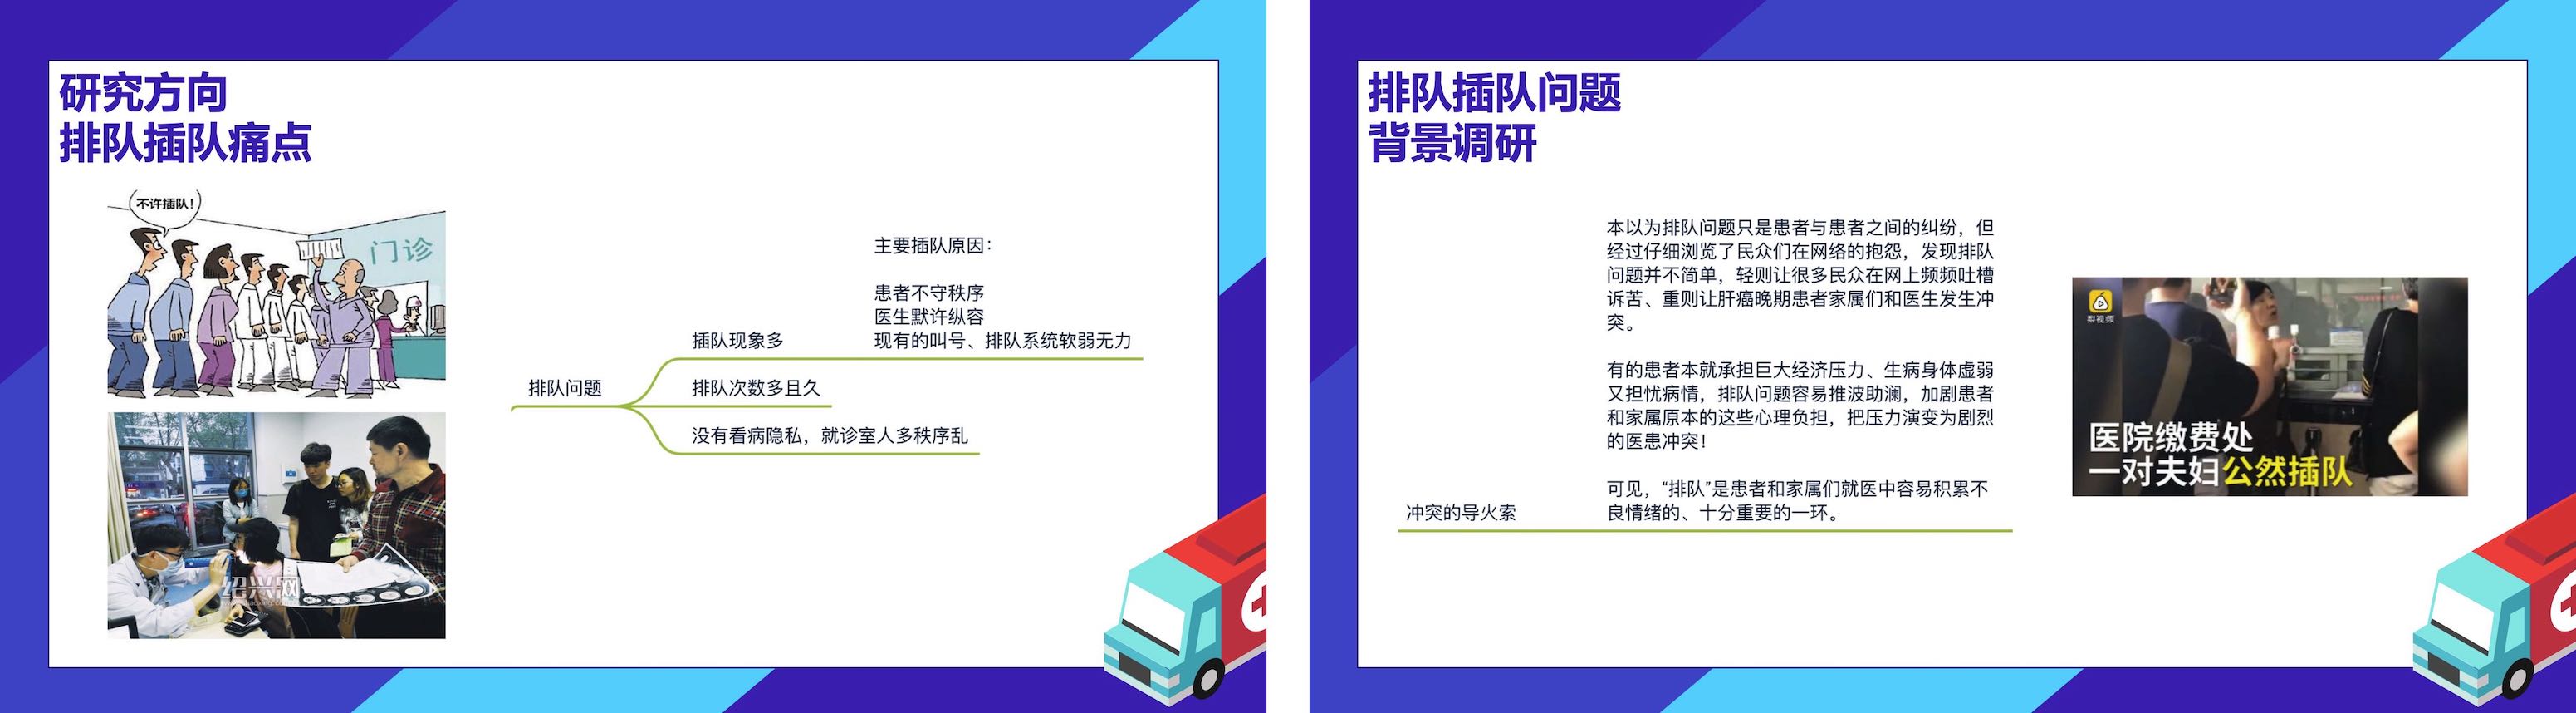 研究方向
排队插队痛点
不许插队！
门诊
主要插队原因：
患者不守秩序
医生默许纵容
现有的叫号、排队系统软弱无力
插队现象多
排队问题
排队次数多且久
没有看病隐私，就诊室人多秩序乱
绍兴网
排队插队问题
背景调研
本以为排队问题只是患者与患者之间的纠纷，但
经过仔细浏览了民众们在网络的抱怨，发现排队
问题并不简单，轻则让很多民众在网上频频吐槽
诉苦、重则让肝癌晚期患者家属们和医生发生冲
突。
有的患者本就承担巨大经济压力、生病身体虚弱
又担忧病情，排队问题容易推波助澜，加剧患者
和家属原本的这些心理负担，把压力演变为剧烈
的医患冲突！
可见，“排队”是患者和家属们就医中容易积累不
良情绪的、十分重要的一环。
冲突的导火索
梨视频
医院缴费处
一对夫妇公然插队